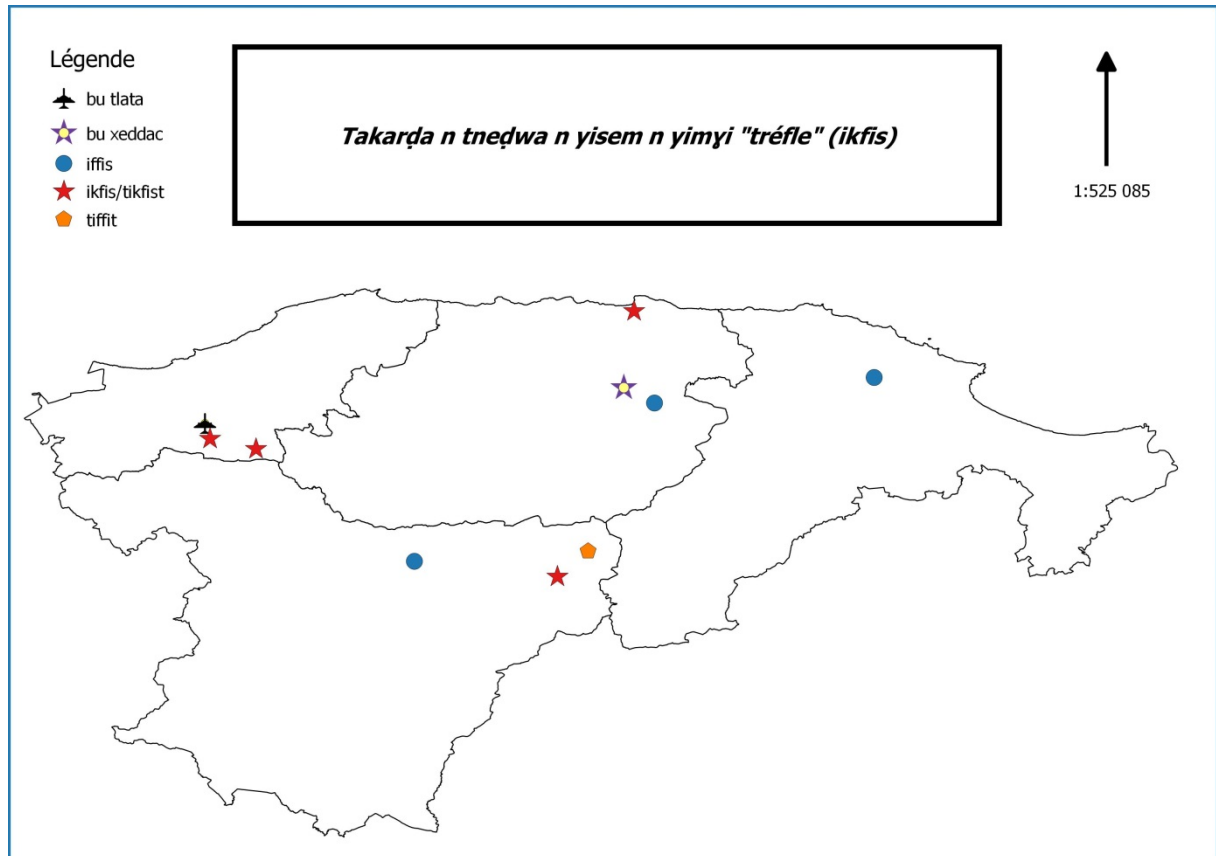 Légende
bu tlata
bu xeddac
iffis
ikfis/tikfist
tiffit
Takarḍa n tneḍwa n yisem n yimɣi "tréfle" (ikfis)
1:525 085